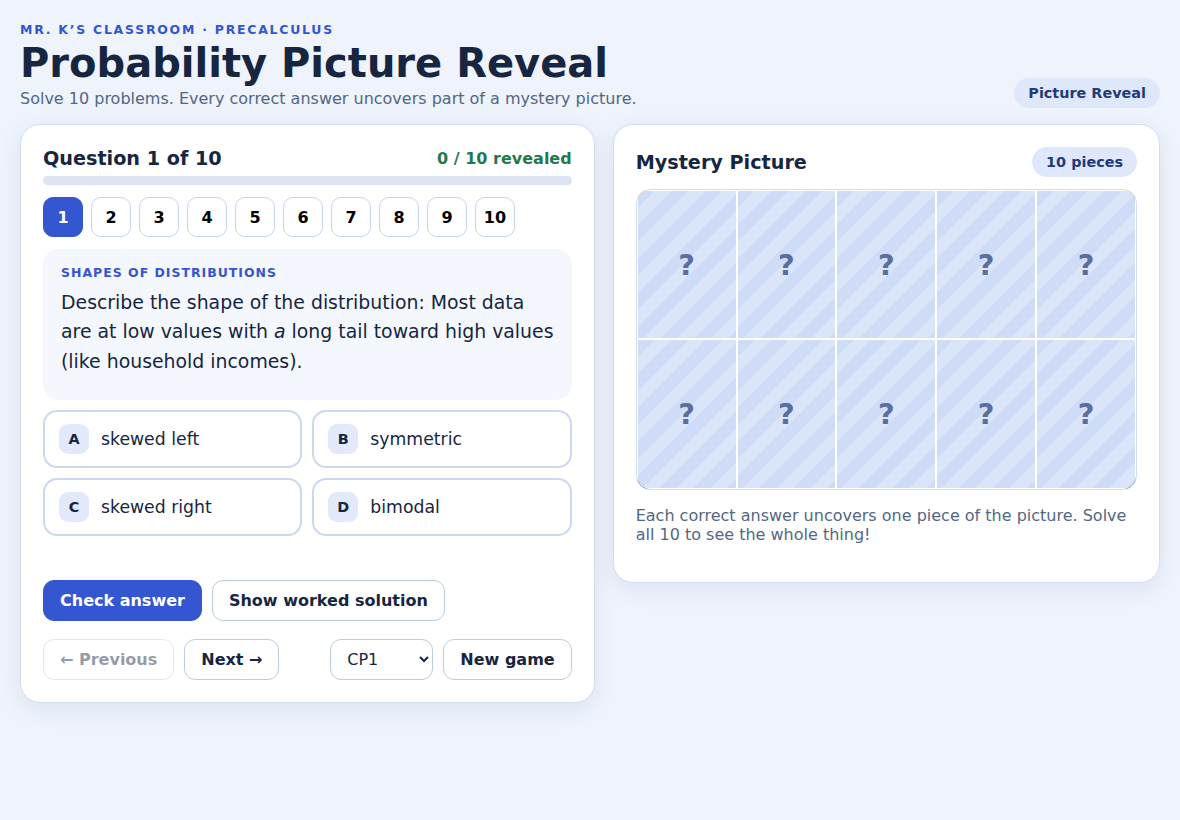 MR. K’S CLASSROOM · PRECALCULUS
Probability Picture Reveal
Solve 10 problems. Every correct answer uncovers part of a mystery picture.
Picture Reveal
Question 1 of 10
0 / 10 revealed
1 2 3 4 5 6 7 8 9 10
SHAPES OF DISTRIBUTIONS
Describe the shape of the distribution: Most data
are at low values with a long tail toward high values
(like household incomes).
A skewed left
B symmetric
C skewed right
D bimodal
Check answer
Show worked solution
← Previous
Next →
CP1
New game
Mystery Picture
10 pieces
? ? ? ? ?
? ? ? ? ?
Each correct answer uncovers one piece of the picture. Solve
all 10 to see the whole thing!